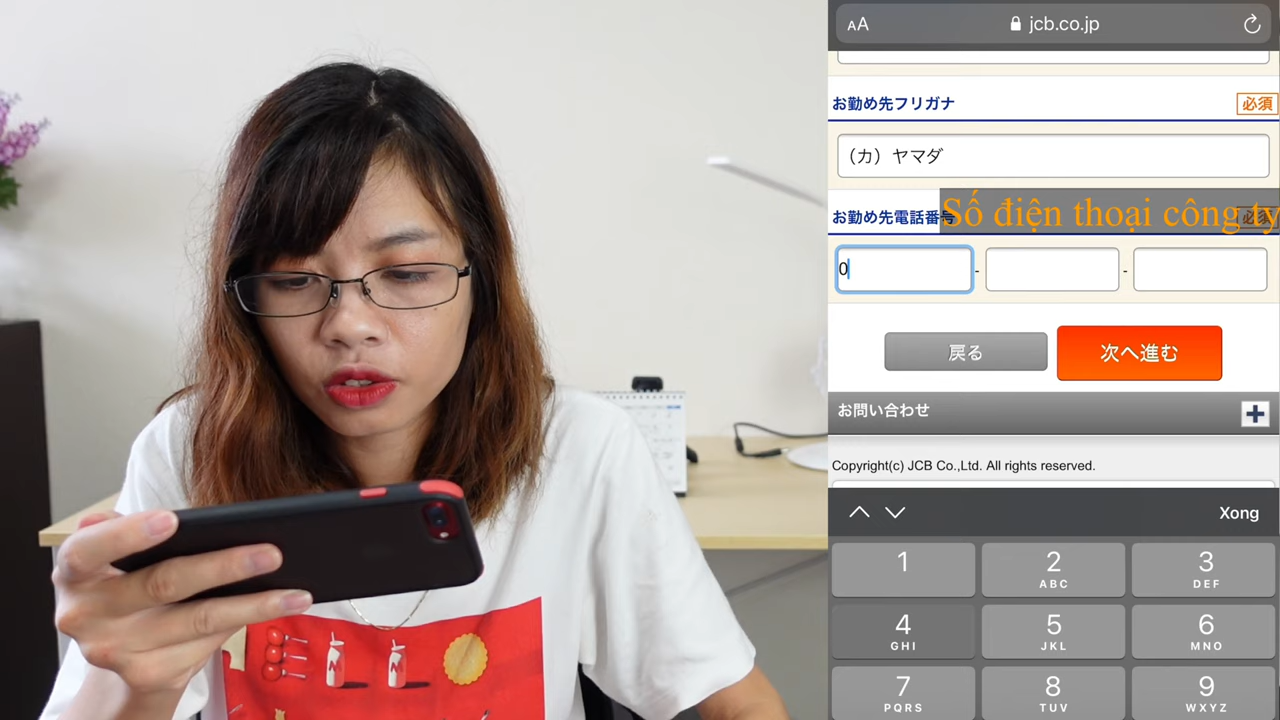 AA
jcb.co.jp
お勤め先フリガナ
必須
（カ）ヤマダ
お勤め先電話番号
Số điện thoại công ty
必須
0
-
-
戻る
次へ進む
お問い合わせ
Copyright(c) JCB Co.,Ltd. All rights reserved.
Xong
1
2
ABC
3
DEF
4
GHI
5
JKL
6
MNO
7
PQRS
8
TUV
9
WXYZ